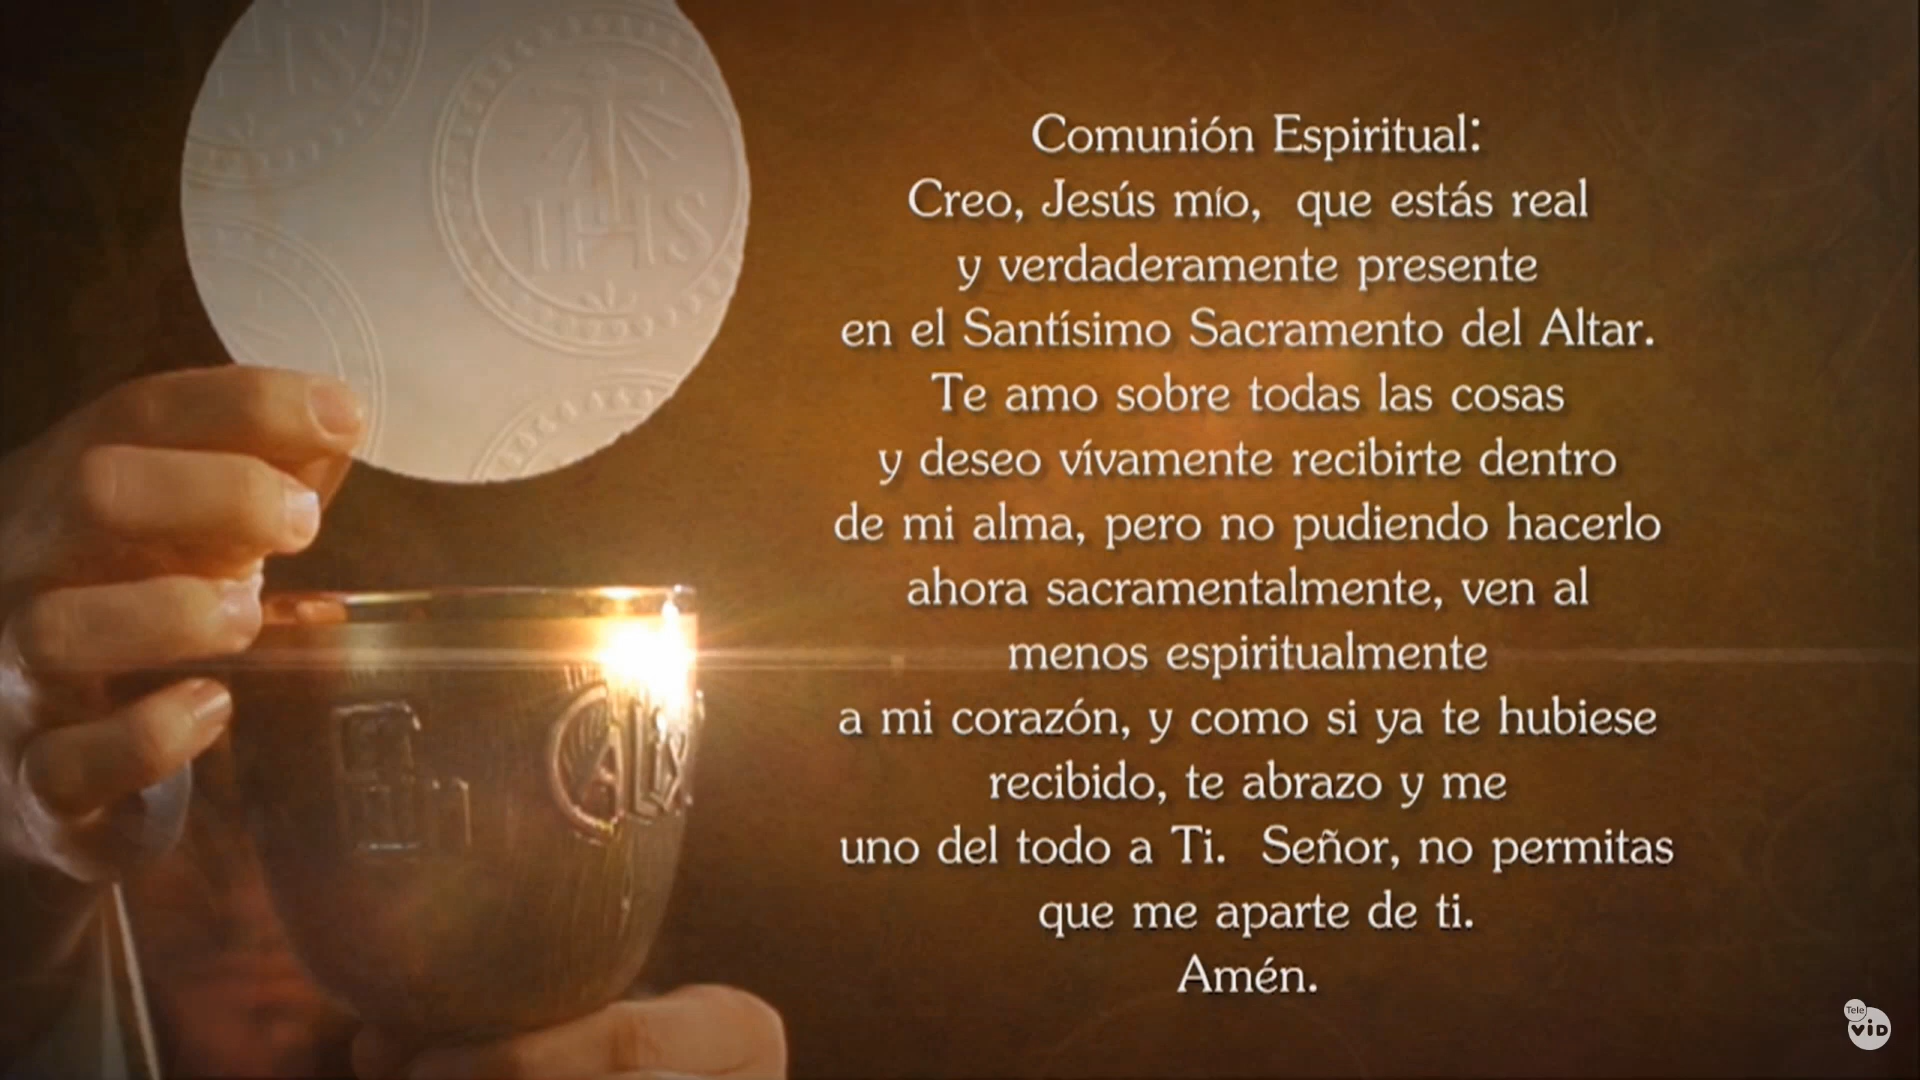 IHS
CALIX
Comunión Espiritual:
Creo, Jesús mío, que estás real
y verdaderamente presente
en el Santísimo Sacramento del Altar.
Te amo sobre todas las cosas
y deseo vívamente recibirte dentro
de mi alma, pero no pudiendo hacerlo
ahora sacramentalmente, ven al
menos espiritualmente
a mi corazón, y como si ya te hubiese
recibido, te abrazo y me
uno del todo a Ti. Señor, no permitas
que me aparte de ti.
Amén.
Tele
VID